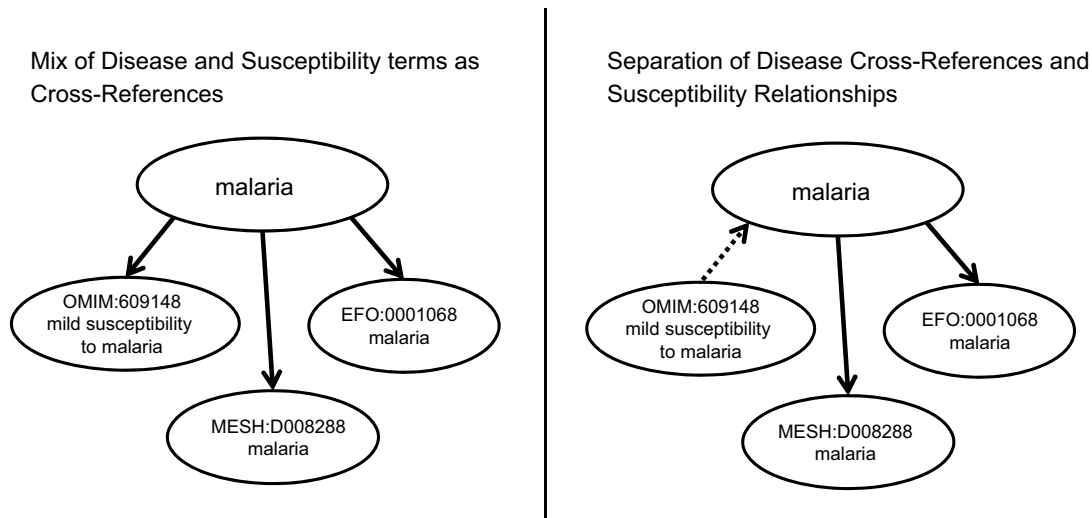 Mix of Disease and Susceptibility terms as
Cross-References
malaria
OMIM:609148
mild susceptibility
to malaria
EFO:0001068
malaria
MESH:D008288
malaria
Separation of Disease Cross-References and
Susceptibility Relationships
malaria
OMIM:609148
mild susceptibility
to malaria
EFO:0001068
malaria
MESH:D008288
malaria